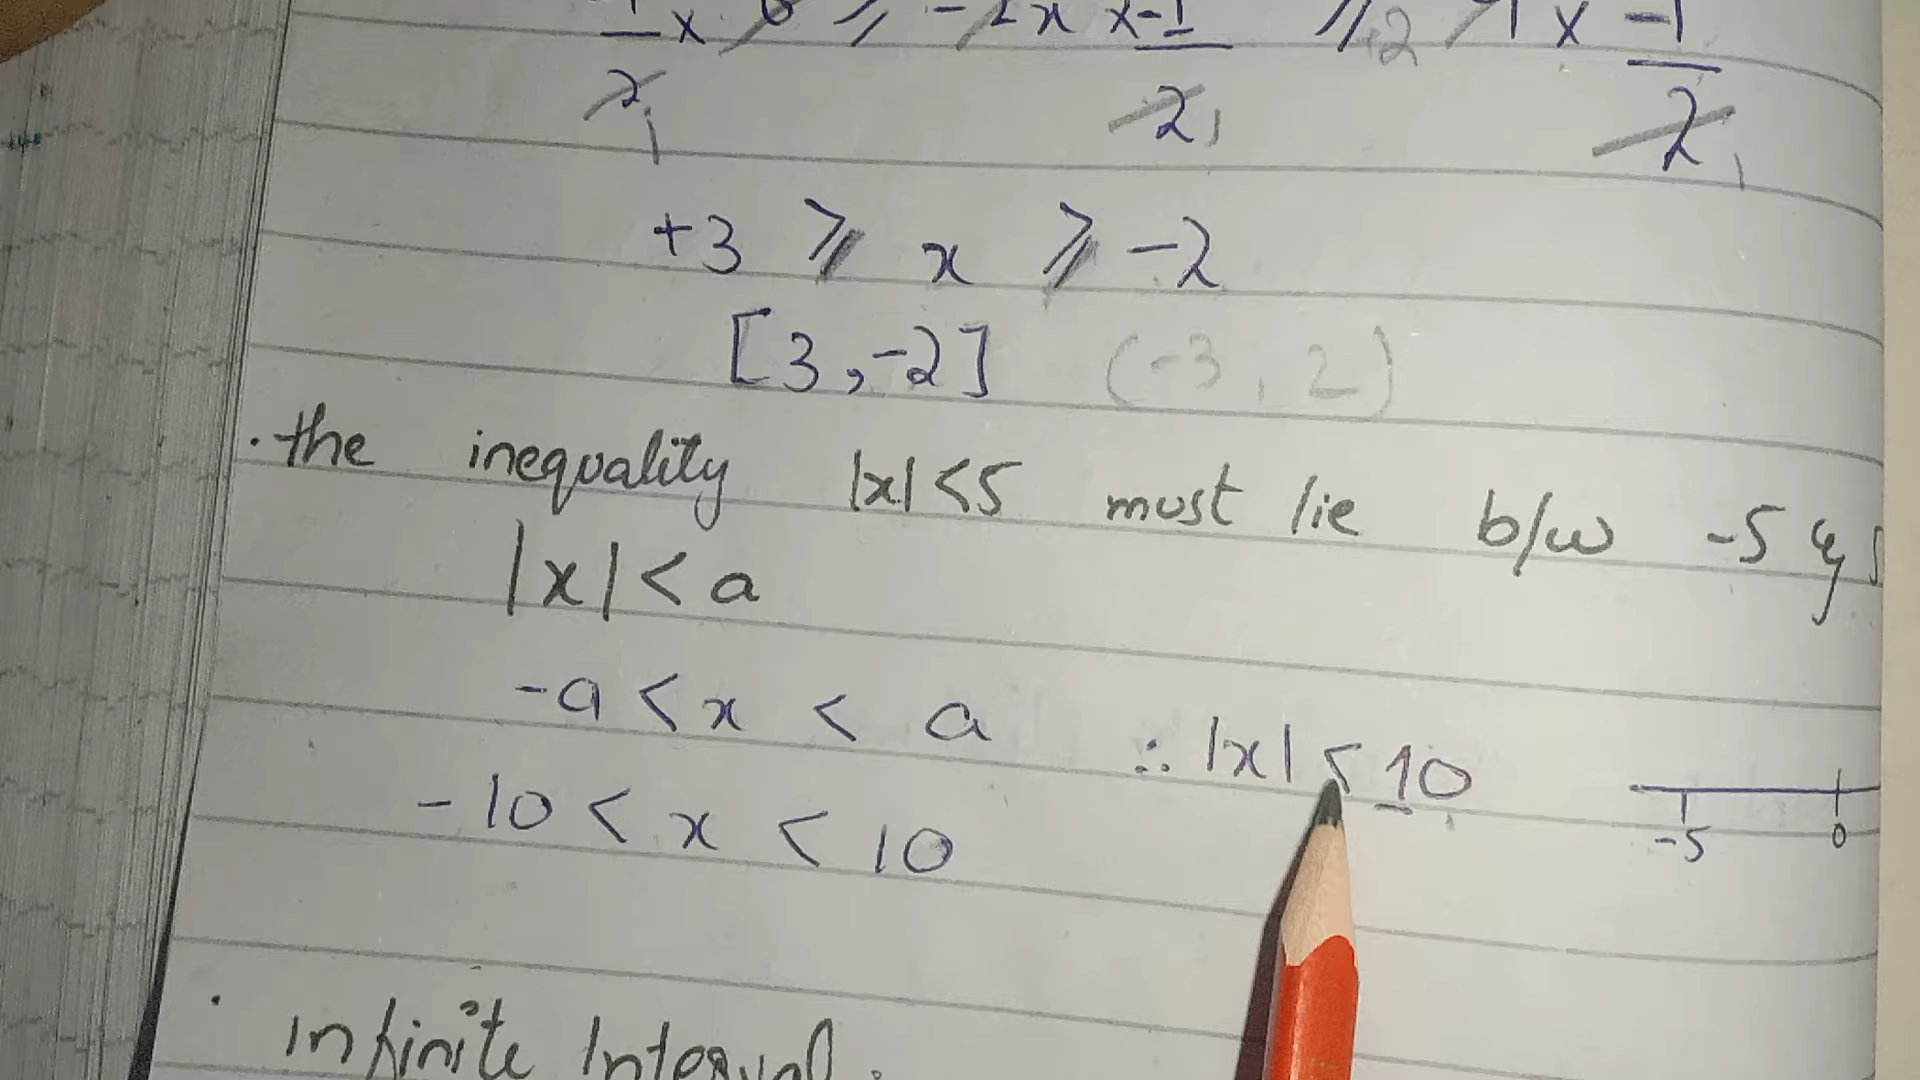 +3 ⩾ x ⩾ -2
[3,-2] (-3, 2)
. the inequality |x|<5 must lie b/w -5 &
|x| < a
-a < x < a ∴ |x| < 10
-10 < x < 10
-5 0
. infinite Interval.